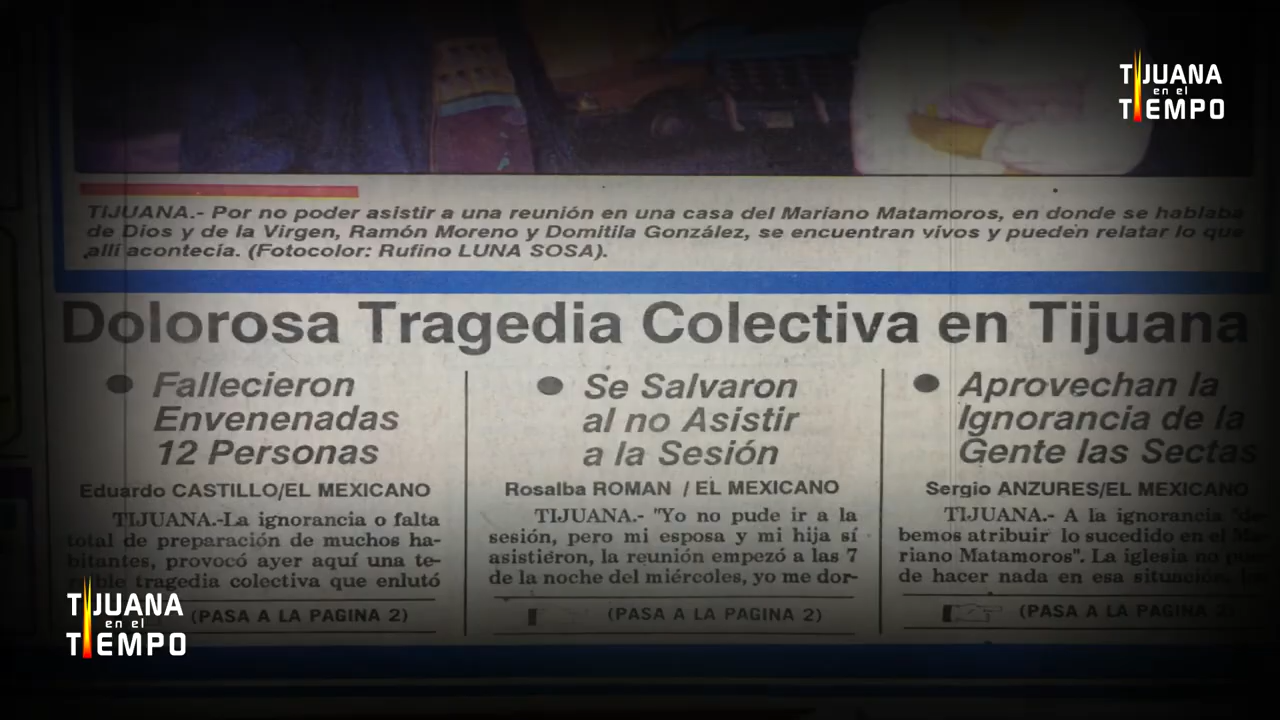 TIJUANA
en el
TIEMPO
TIJUANA.- Por no poder asistir a una reunión en una casa del Mariano Matamoros, en donde se hablaba
de Dios y de la Virgen, Ramón Moreno y Domitila González, se encuentran vivos y pueden relatar lo que
allí acontecía. (Fotocolor: Rufino LUNA SOSA).
Dolorosa Tragedia Colectiva en Tijuana
Fallecieron
Envenenadas
12 Personas
Eduardo CASTILLO/EL MEXICANO
TIJUANA.-La ignorancia o falta
total de preparación de muchos ha-
bitantes, provocó ayer aquí una te-
rrible tragedia colectiva que enlutó
(PASA A LA PAGINA 2)
Se Salvaron
al no Asistir
a la Sesión
Rosalba ROMAN / EL MEXICANO
TIJUANA.- "Yo no pude ir a la
sesión, pero mi esposa y mi hija sí
asistieron, la reunión empezó a las 7
de la noche del miércoles, yo me dor-
(PASA A LA PAGINA 2)
Aprovechan la
Ignorancia de la
Gente las Sectas
Sergio ANZURES/EL MEXICANO
TIJUANA.- A la ignorancia "de-
bemos atribuir lo sucedido en el Ma-
riano Matamoros". La iglesia no puede
de hacer nada en esa situación,
(PASA A LA PAGINA 2)
TIJUANA
en el
TIEMPO